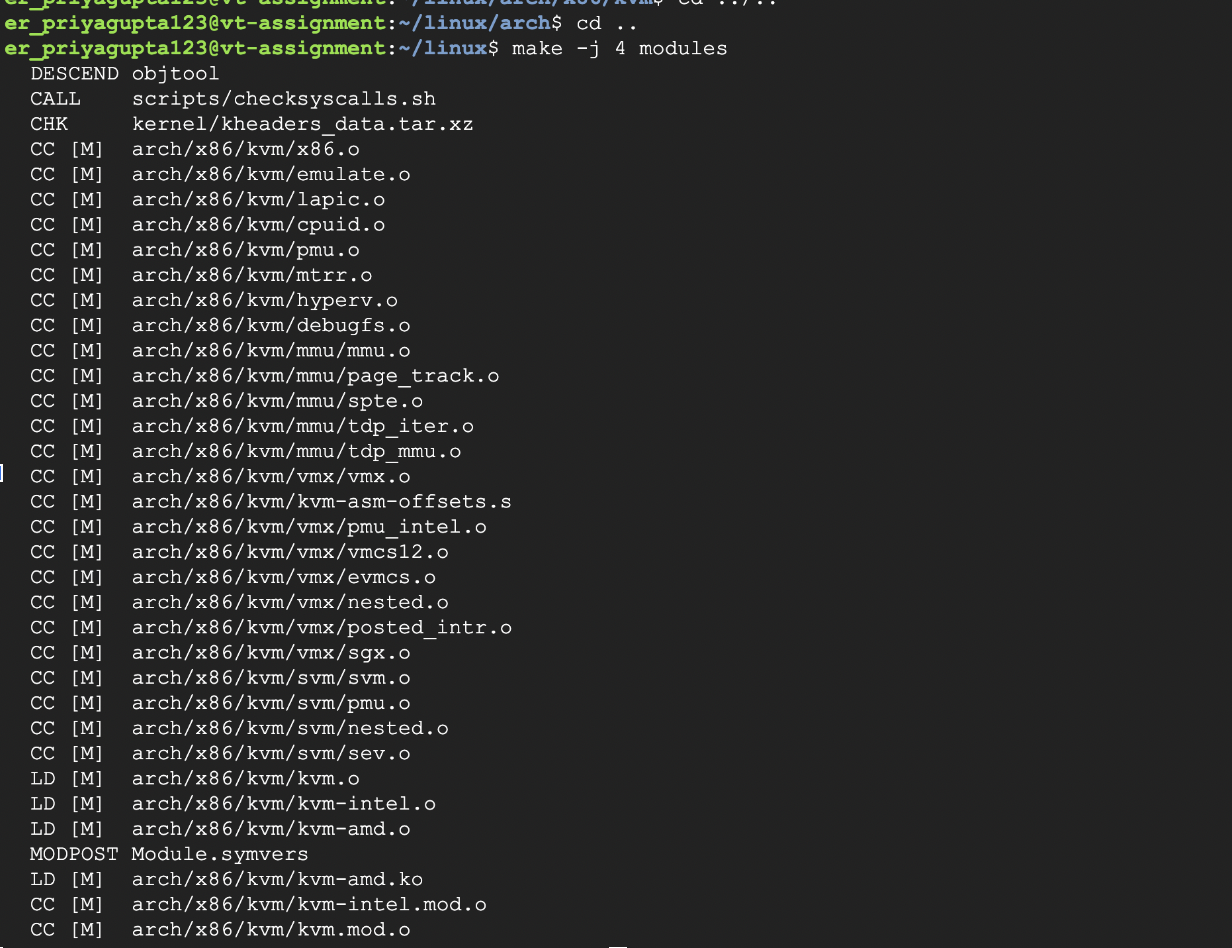 er_priyagupta123@vt-assignment:~/linux/arch/x86/kvm$ cd ../..
er_priyagupta123@vt-assignment:~/linux/arch$ cd ..
er_priyagupta123@vt-assignment:~/linux$ make -j 4 modules
DESCEND objtool
CALL scripts/checksyscalls.sh
CHK kernel/kheaders_data.tar.xz
CC [M] arch/x86/kvm/x86.o
CC [M] arch/x86/kvm/emulate.o
CC [M] arch/x86/kvm/lapic.o
CC [M] arch/x86/kvm/cpuid.o
CC [M] arch/x86/kvm/pmu.o
CC [M] arch/x86/kvm/mtrr.o
CC [M] arch/x86/kvm/hyperv.o
CC [M] arch/x86/kvm/debugfs.o
CC [M] arch/x86/kvm/mmu/mmu.o
CC [M] arch/x86/kvm/mmu/page_track.o
CC [M] arch/x86/kvm/mmu/spte.o
CC [M] arch/x86/kvm/mmu/tdp_iter.o
CC [M] arch/x86/kvm/mmu/tdp_mmu.o
CC [M] arch/x86/kvm/vmx/vmx.o
CC [M] arch/x86/kvm/kvm-asm-offsets.s
CC [M] arch/x86/kvm/vmx/pmu_intel.o
CC [M] arch/x86/kvm/vmx/vmcs12.o
CC [M] arch/x86/kvm/vmx/evmcs.o
CC [M] arch/x86/kvm/vmx/nested.o
CC [M] arch/x86/kvm/vmx/posted_intr.o
CC [M] arch/x86/kvm/vmx/sgx.o
CC [M] arch/x86/kvm/svm/svm.o
CC [M] arch/x86/kvm/svm/pmu.o
CC [M] arch/x86/kvm/svm/nested.o
CC [M] arch/x86/kvm/svm/sev.o
LD [M] arch/x86/kvm/kvm.o
LD [M] arch/x86/kvm/kvm-intel.o
LD [M] arch/x86/kvm/kvm-amd.o
MODPOST Module.symvers
LD [M] arch/x86/kvm/kvm-amd.ko
CC [M] arch/x86/kvm/kvm-intel.mod.o
CC [M] arch/x86/kvm/kvm.mod.o